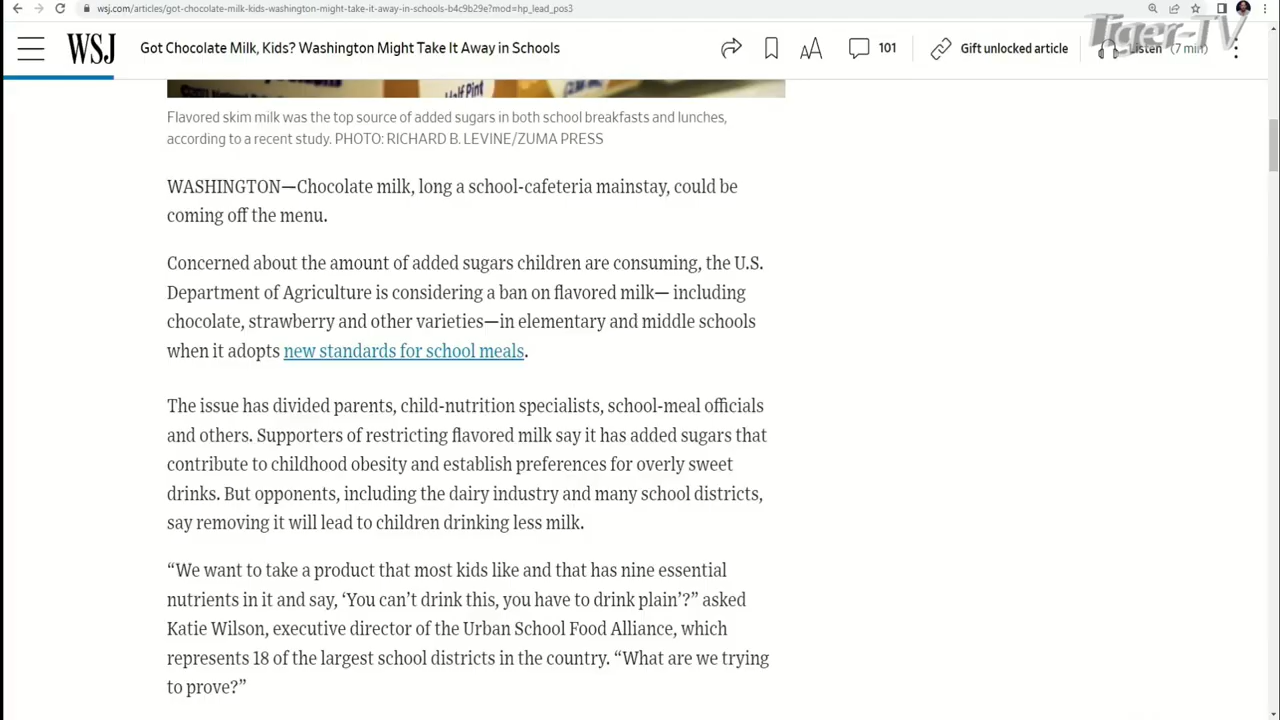 wsj.com/articles/got-chocolate-milk-kids-washington-might-take-it-away-in-schools-b4c9b29e?mod=hp_lead_pos3
Tiger-TV
WSJ
Got Chocolate Milk, Kids? Washington Might Take It Away in Schools
101
Gift unlocked article
Listen (7 min)
Half Pint
Flavored skim milk was the top source of added sugars in both school breakfasts and lunches,
according to a recent study. PHOTO: RICHARD B. LEVINE/ZUMA PRESS
WASHINGTON—Chocolate milk, long a school-cafeteria mainstay, could be
coming off the menu.
Concerned about the amount of added sugars children are consuming, the U.S.
Department of Agriculture is considering a ban on flavored milk— including
chocolate, strawberry and other varieties—in elementary and middle schools
when it adopts new standards for school meals.
The issue has divided parents, child-nutrition specialists, school-meal officials
and others. Supporters of restricting flavored milk say it has added sugars that
contribute to childhood obesity and establish preferences for overly sweet
drinks. But opponents, including the dairy industry and many school districts,
say removing it will lead to children drinking less milk.
“We want to take a product that most kids like and that has nine essential
nutrients in it and say, ‘You can’t drink this, you have to drink plain’?” asked
Katie Wilson, executive director of the Urban School Food Alliance, which
represents 18 of the largest school districts in the country. “What are we trying
to prove?”